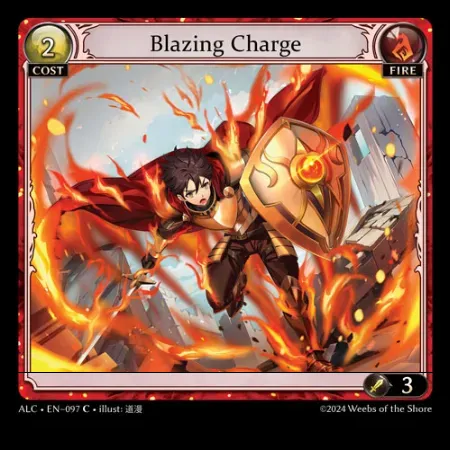 2
Blazing Charge
COST
FIRE
3
ALC • EN–097 C • illust: 道漫
©2024 Weebs of the Shore